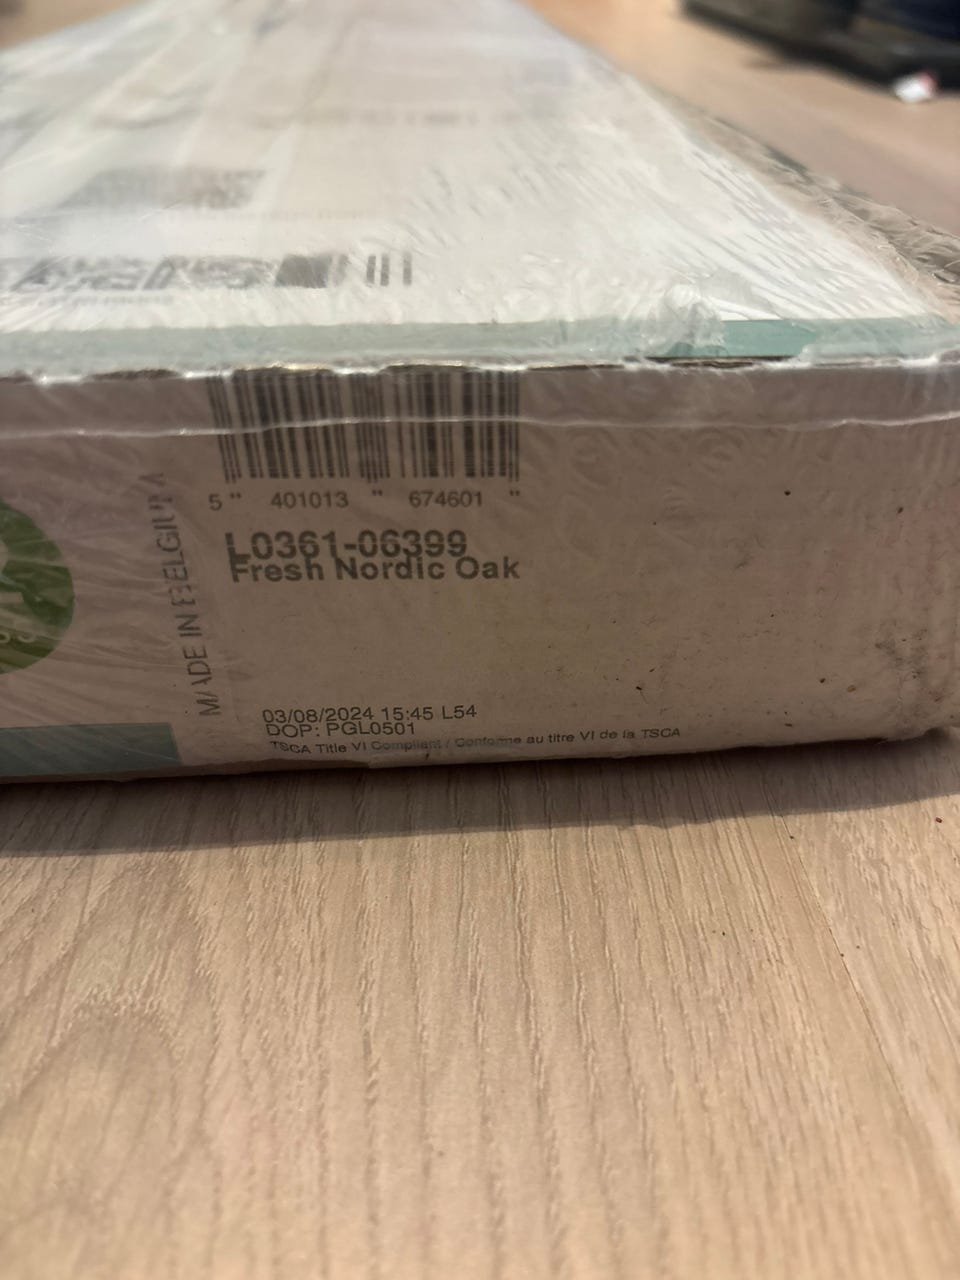 5 401013 674601
L0361-06399
Fresh Nordic Oak
MADE IN BELGIUM
03/08/2024 15:45 L54
DOP: PGL0501
TSCA Title VI Compliant / Conforme au titre VI de la TSCA